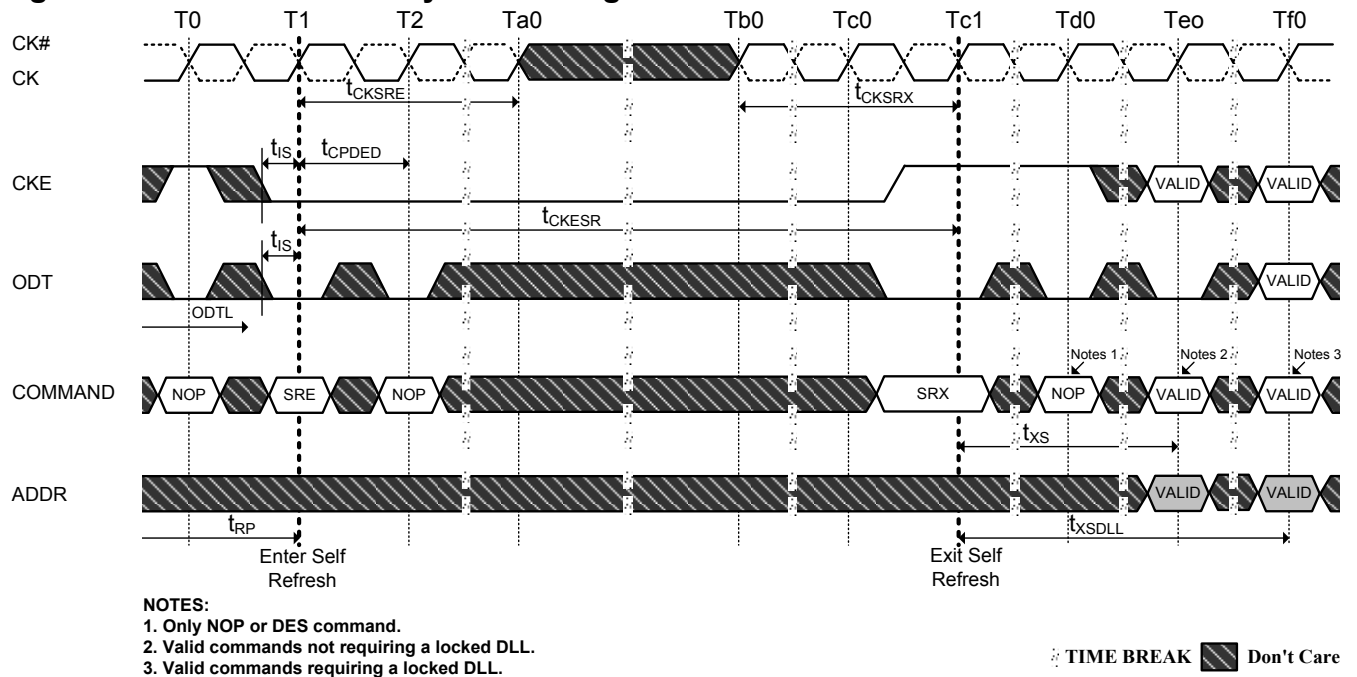 T0 T1 T2 Ta0 Tb0 Tc0 Tc1 Td0 Teo Tf0
CK#
CK
tCKSRE tCKSRX
tIS tCPDED
CKE VALID VALID
tCKESR
tIS
ODT VALID
ODTL
Notes 1 Notes 2 Notes 3
COMMAND NOP SRE NOP SRX NOP VALID VALID
tXS
ADDR VALID VALID
tRP tXSDLL
Enter Self Refresh
Exit Self Refresh
NOTES:
1. Only NOP or DES command.
2. Valid commands not requiring a locked DLL.
3. Valid commands requiring a locked DLL.
TIME BREAK Don't Care